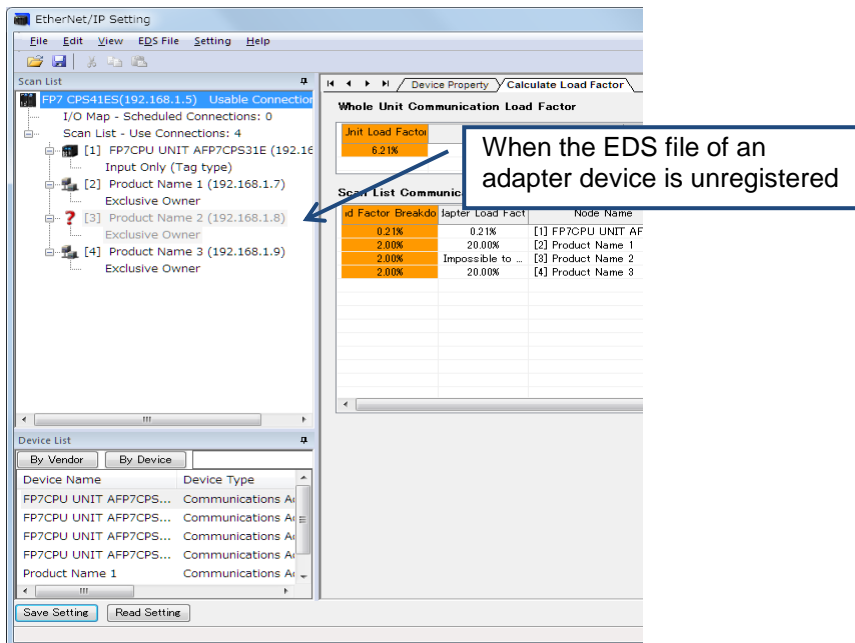 EtherNet/IP Setting
File Edit View EDS File Setting Help
Scan List
FP7 CPS41ES(192.168.1.5) Usable Connection
I/O Map - Scheduled Connections: 0
Scan List - Use Connections: 4
[1] FP7CPU UNIT AFP7CPS31E (192.16
Input Only (Tag type)
[2] Product Name 1 (192.168.1.7)
Exclusive Owner
? [3] Product Name 2 (192.168.1.8)
Exclusive Owner
[4] Product Name 3 (192.168.1.9)
Exclusive Owner
Device Property Calculate Load Factor
Whole Unit Communication Load Factor
Unit Load Factor
6.21%
When the EDS file of an
adapter device is unregistered
Scan List Communic
d Factor Breakdo dapter Load Fact Node Name
0.21% 0.21% [1] FP7CPU UNIT AF
2.00% 20.00% [2] Product Name 1
2.00% Impossible to ... [3] Product Name 2
2.00% 20.00% [4] Product Name 3
Device List
By Vendor By Device
Device Name Device Type
FP7CPU UNIT AFP7CPS... Communications A
FP7CPU UNIT AFP7CPS... Communications A
FP7CPU UNIT AFP7CPS... Communications A
FP7CPU UNIT AFP7CPS... Communications A
Product Name 1 Communications A
Save Setting Read Setting